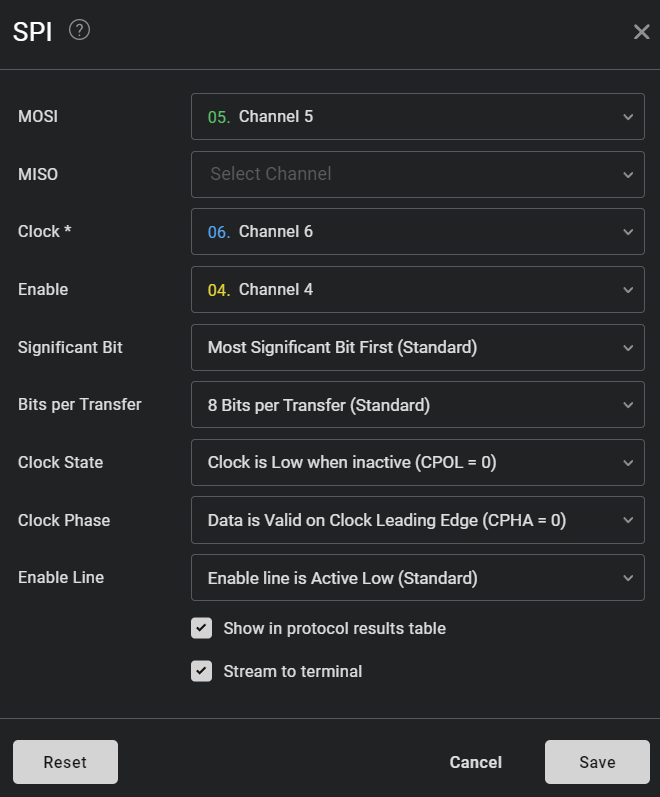 SPI ?
MOSI 05. Channel 5
MISO Select Channel
Clock * 06. Channel 6
Enable 04. Channel 4
Significant Bit Most Significant Bit First (Standard)
Bits per Transfer 8 Bits per Transfer (Standard)
Clock State Clock is Low when inactive (CPOL = 0)
Clock Phase Data is Valid on Clock Leading Edge (CPHA = 0)
Enable Line Enable line is Active Low (Standard)
Show in protocol results table
Stream to terminal
Reset Cancel Save